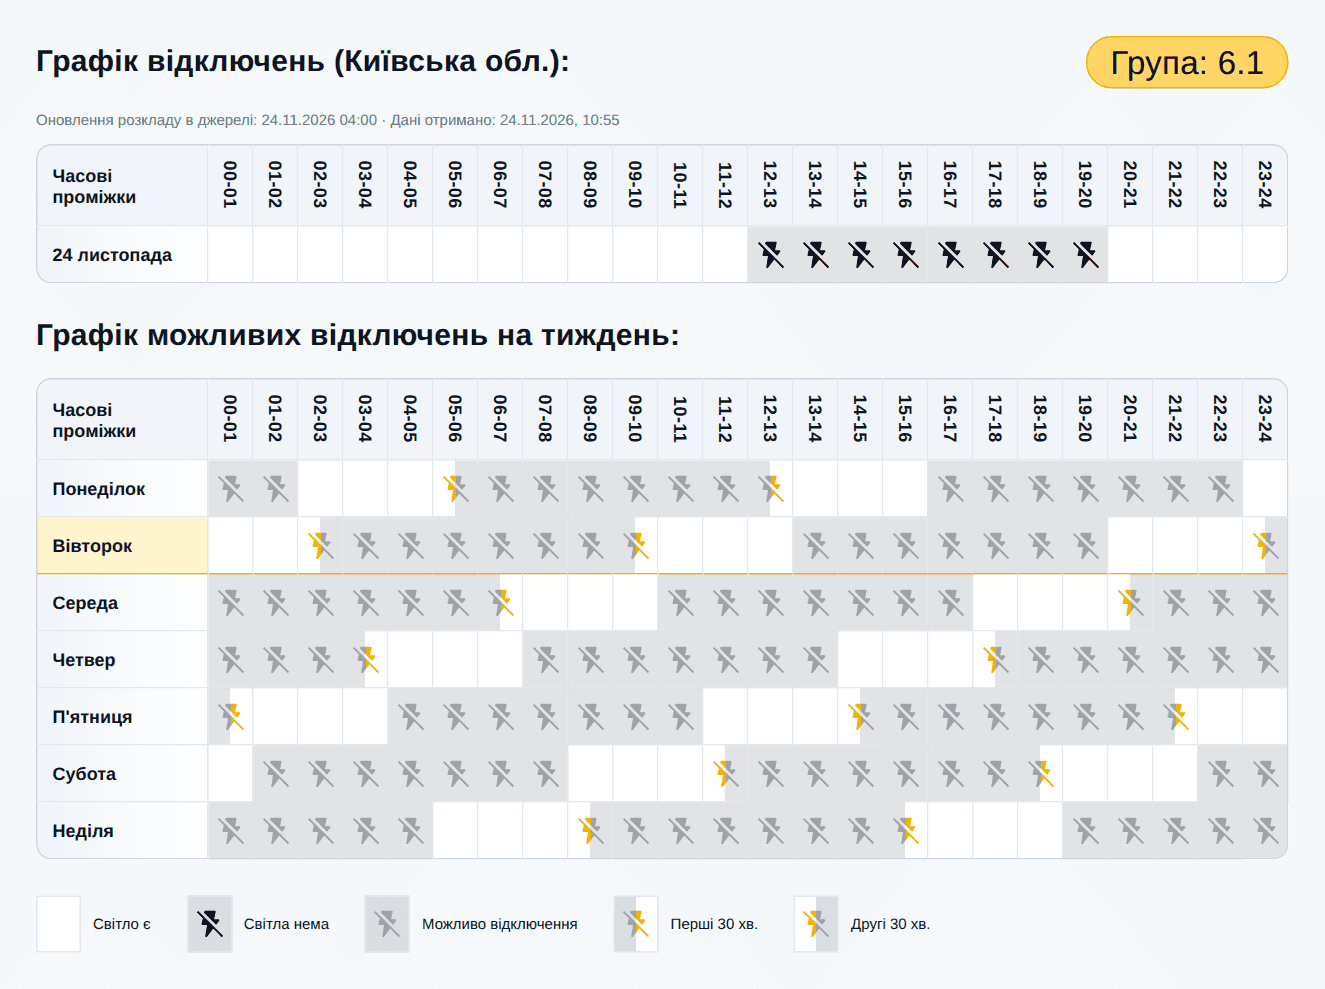 Графік відключень (Київська обл.):
Група: 6.1
Оновлення розкладу в джерелі: 24.11.2026 04:00 · Дані отримано: 24.11.2026, 10:55
Часові проміжки 00-01 01-02 02-03 03-04 04-05 05-06 06-07 07-08 08-09 09-10 10-11 11-12 12-13 13-14 14-15 15-16 16-17 17-18 18-19 19-20 20-21 21-22 22-23 23-24
24 листопада
Графік можливих відключень на тиждень:
Часові проміжки 00-01 01-02 02-03 03-04 04-05 05-06 06-07 07-08 08-09 09-10 10-11 11-12 12-13 13-14 14-15 15-16 16-17 17-18 18-19 19-20 20-21 21-22 22-23 23-24
Понеділок
Вівторок
Середа
Четвер
П'ятниця
Субота
Неділя
Світло є Світла нема Можливо відключення Перші 30 хв. Другі 30 хв.